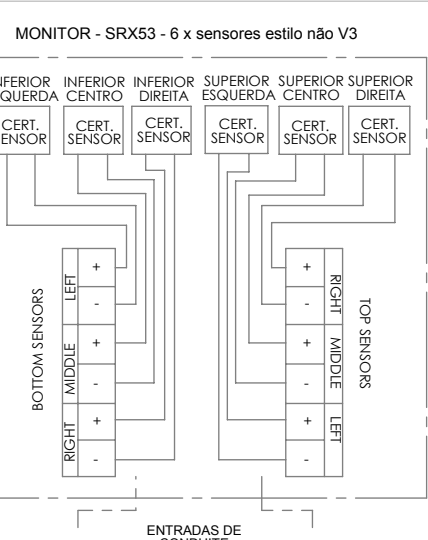 MONITOR - SRX53 - 6 x sensores estilo não V3
INFERIOR CENTRO
INFERIOR DIREITA
SUPERIOR ESQUERDA
SUPERIOR CENTRO
SUPERIOR DIREITA
CERT. SENSOR
CERT. SENSOR
CERT. SENSOR
CERT. SENSOR
CERT. SENSOR
CERT.
BOTTOM SENSORS
LEFT
MIDDLE
RIGHT
+
-
+
-
+
-
+
-
+
-
+
-
RIGHT
MIDDLE
LEFT
TOP SENSORS
ENTRADAS DE